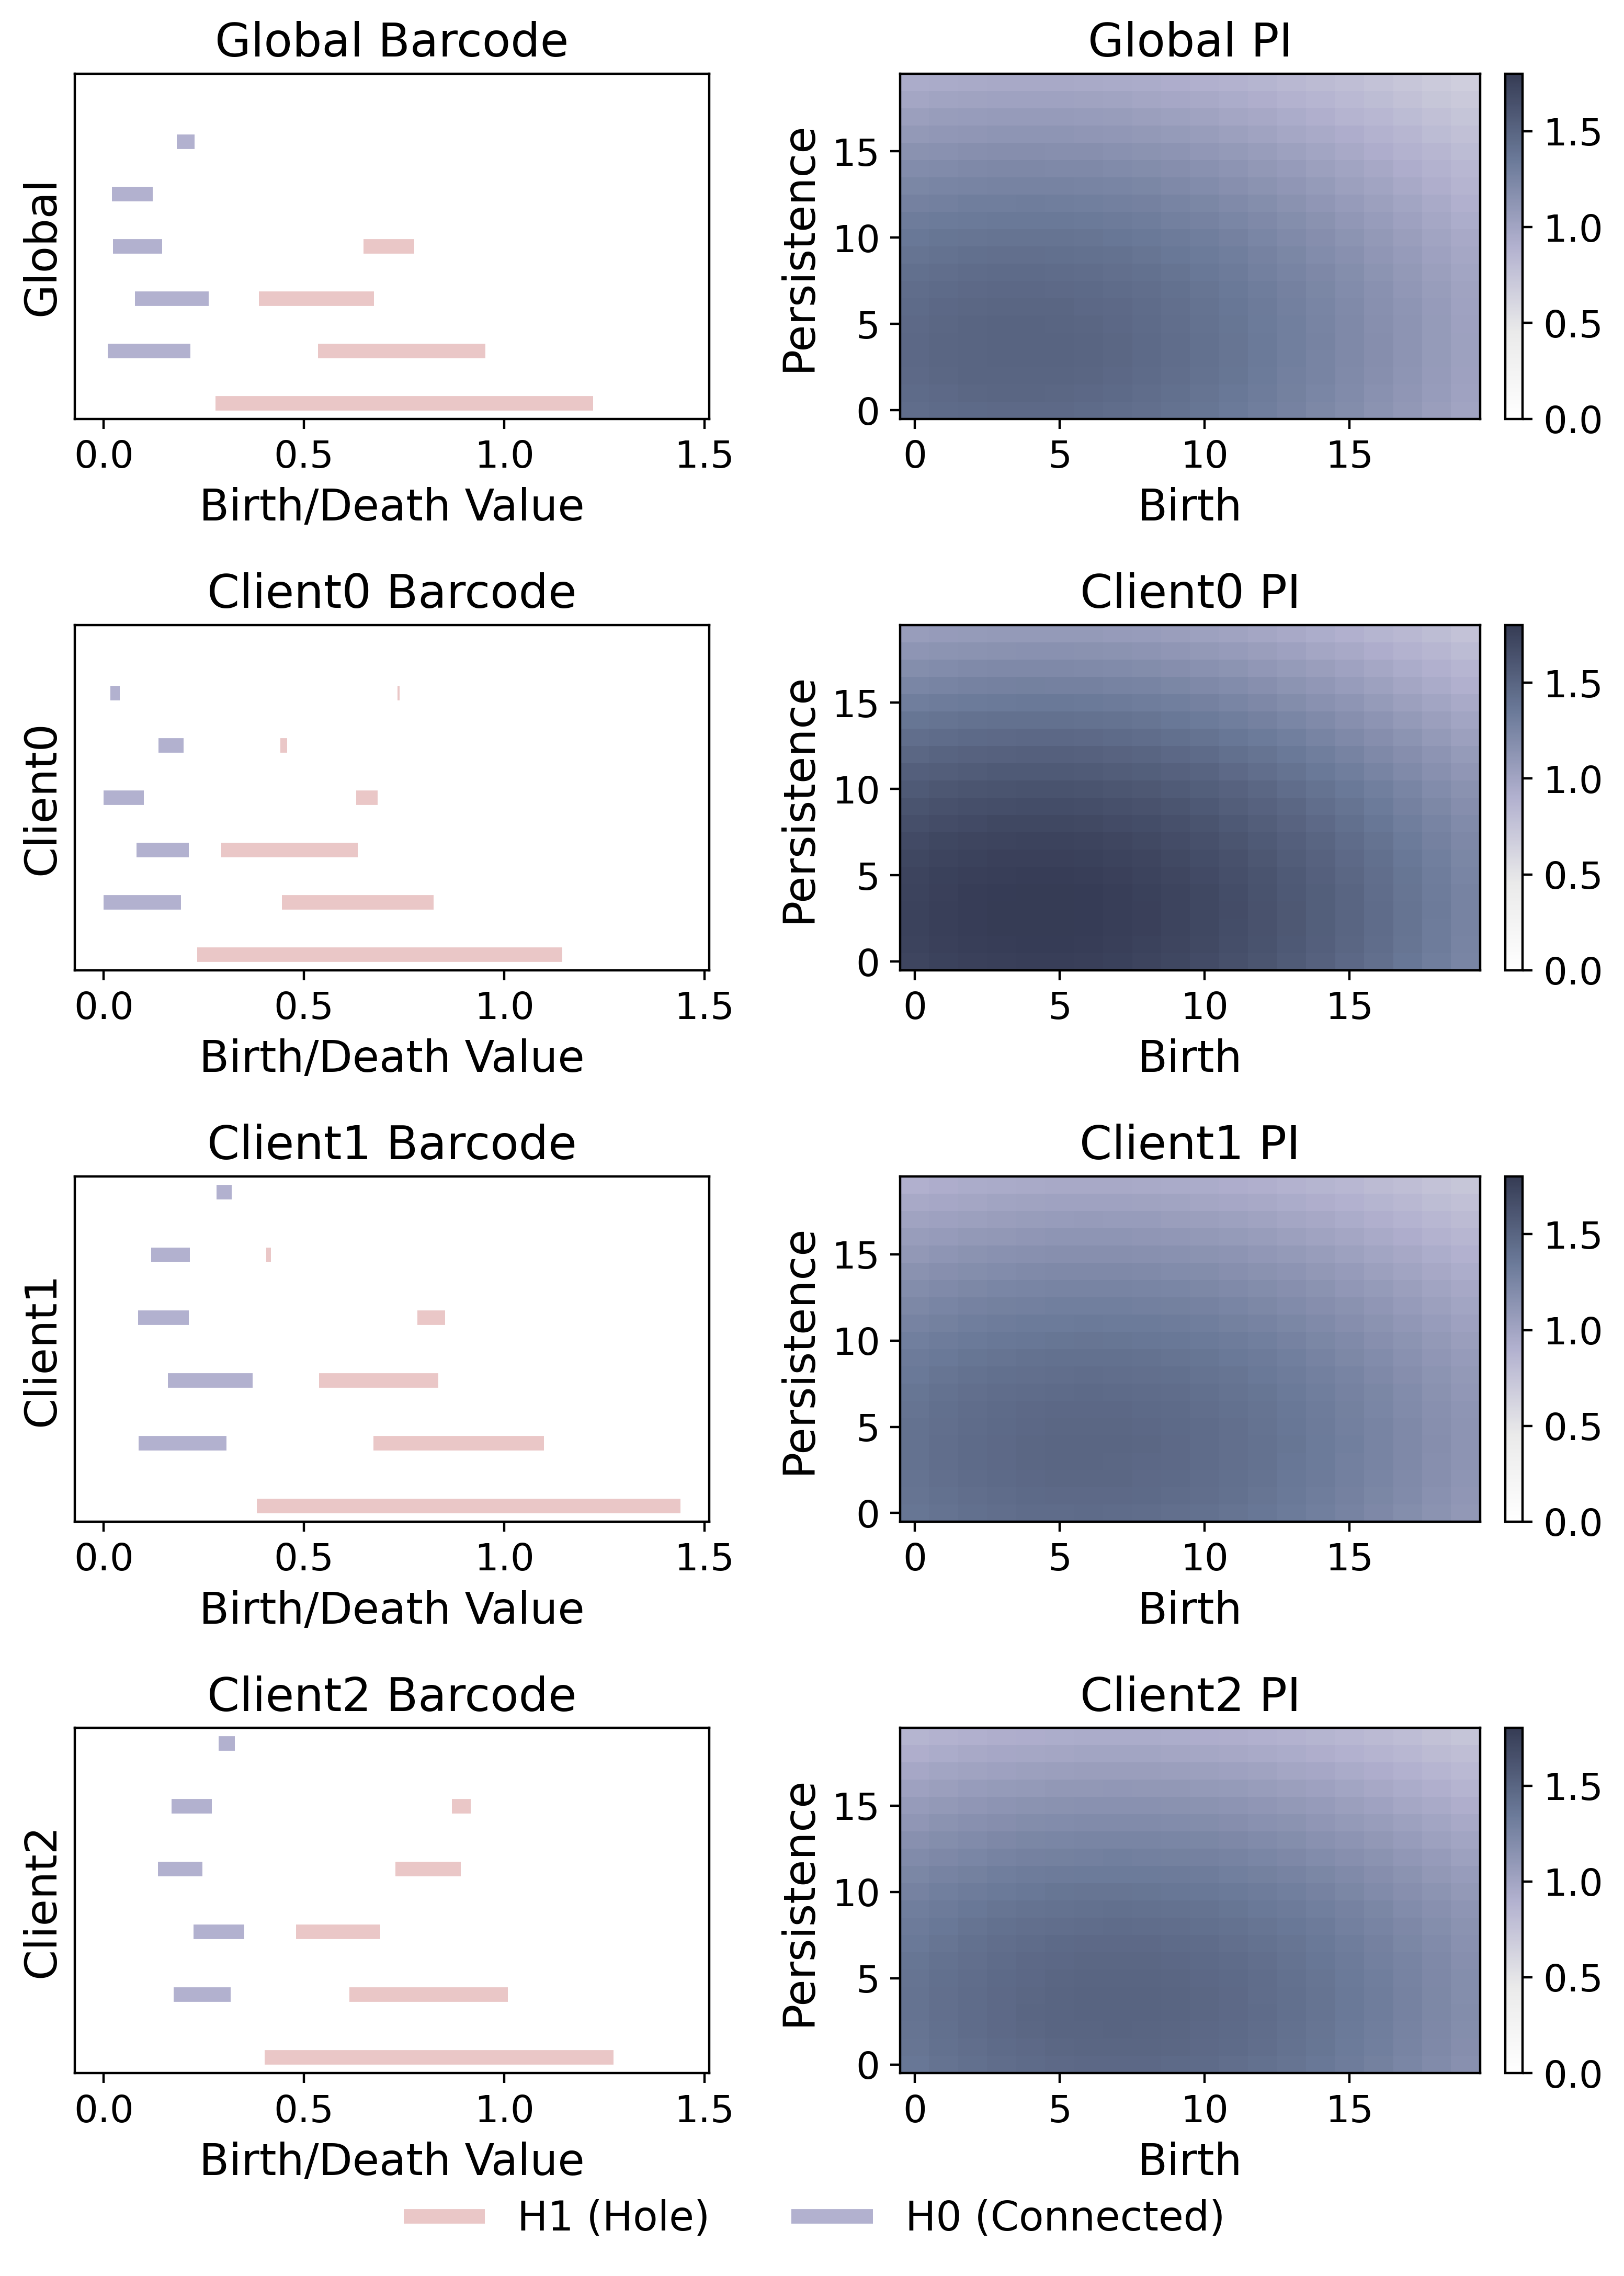 Global Barcode
Global
0.0 0.5 1.0 1.5
Birth/Death Value
Global PI
Persistence
15
10
5
0
0 5 10 15
Birth
1.5
1.0
0.5
0.0
Client0 Barcode
Client0
0.0 0.5 1.0 1.5
Birth/Death Value
Client0 PI
Persistence
15
10
5
0
0 5 10 15
Birth
1.5
1.0
0.5
0.0
Client1 Barcode
Client1
0.0 0.5 1.0 1.5
Birth/Death Value
Client1 PI
Persistence
15
10
5
0
0 5 10 15
Birth
1.5
1.0
0.5
0.0
Client2 Barcode
Client2
0.0 0.5 1.0 1.5
Birth/Death Value
Client2 PI
Persistence
15
10
5
0
0 5 10 15
Birth
1.5
1.0
0.5
0.0
H1 (Hole) H0 (Connected)